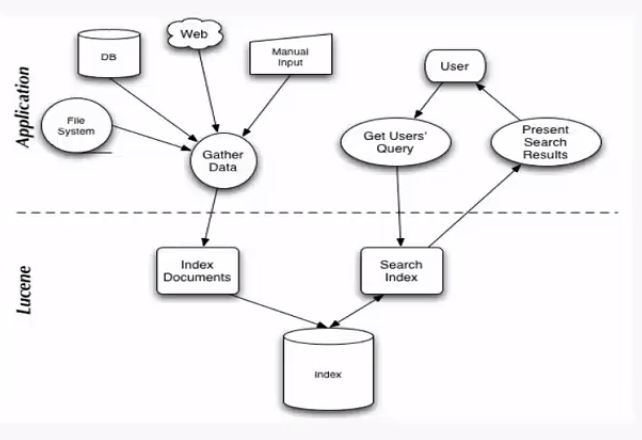 Application
DB
Web
Manual
Input
File
System
Gather
Data
User
Get Users'
Query
Present
Search
Results
Lucene
Index
Documents
Search
Index
Index